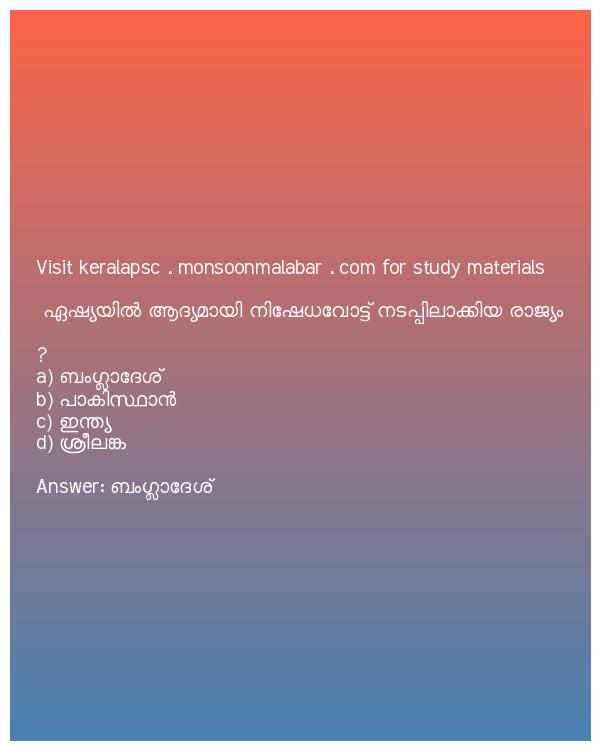 Visit keralapsc . monsoonmalabar . com for study materials
ഏഷ്യയിൽ ആദ്യമായി നിഷേധവോട്ട് നടപ്പിലാക്കിയ രാജ്യം
?
a) ബംഗ്ലാദേശ്
b) പാകിസ്ഥാൻ
c) ഇന്ത്യ
d) ശ്രീലങ്ക
Answer: ബംഗ്ലാദേശ്